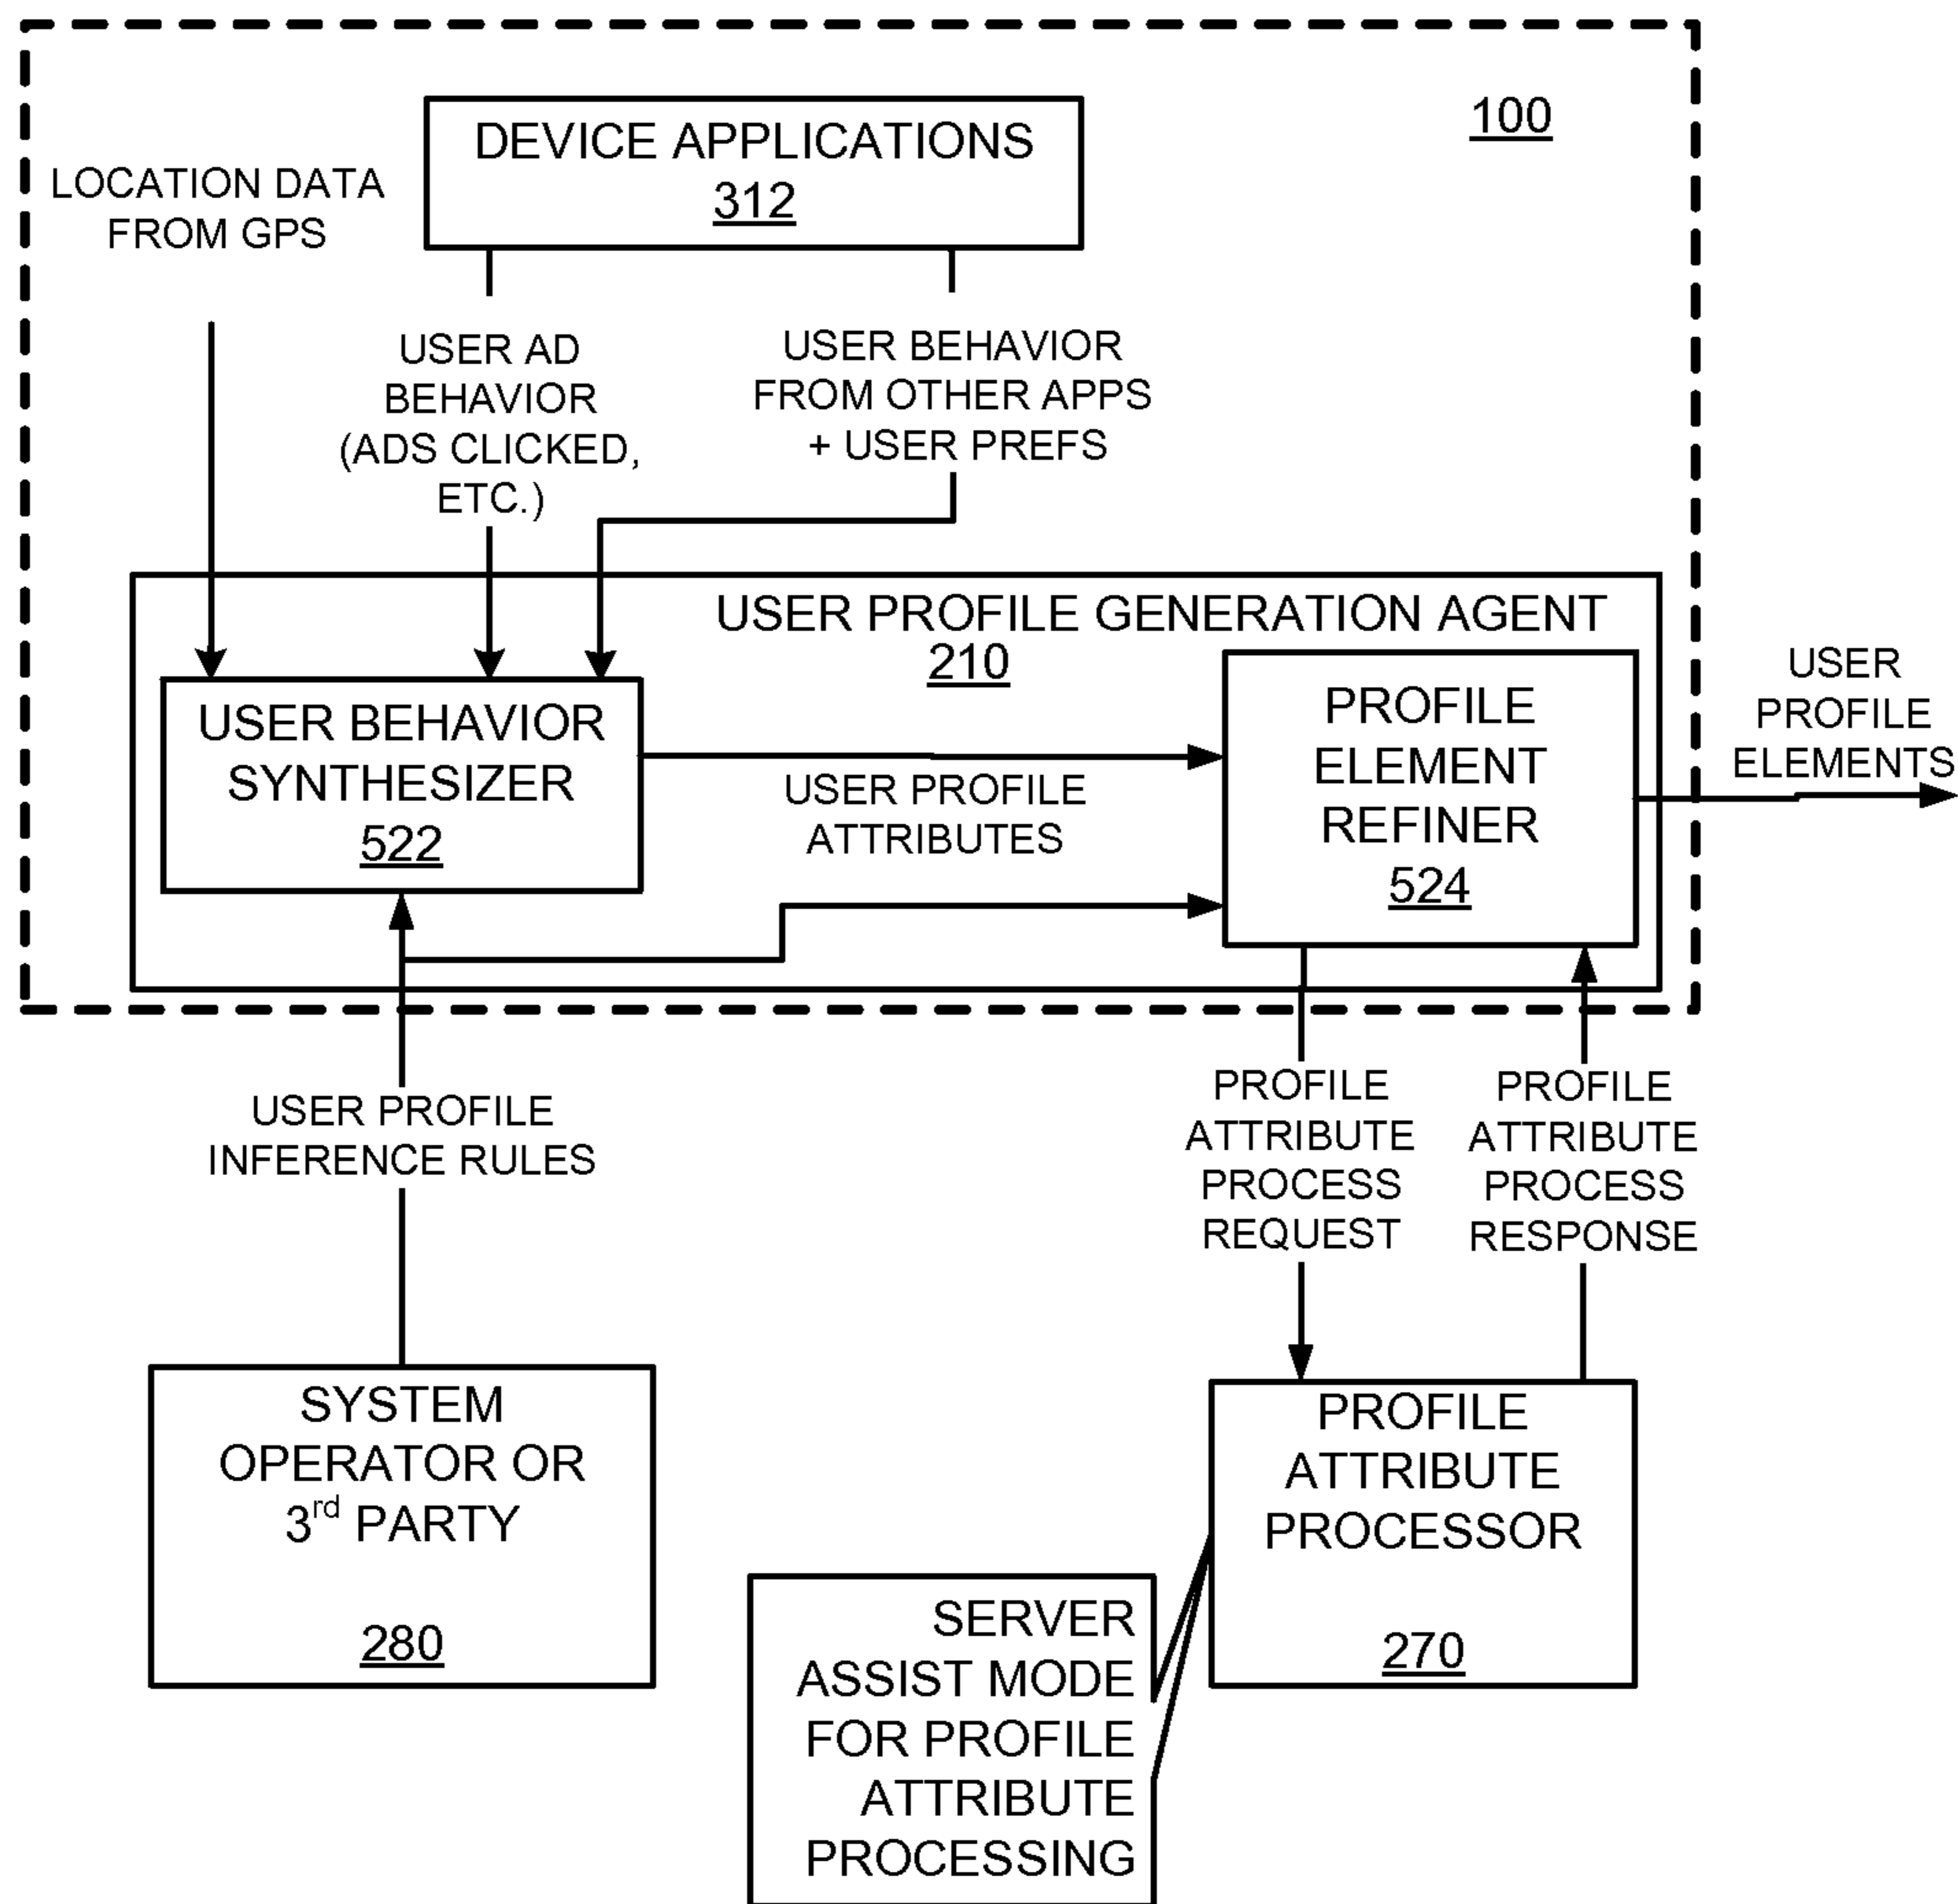 100
DEVICE APPLICATIONS
312
LOCATION DATA
FROM GPS
USER AD
BEHAVIOR
(ADS CLICKED,
ETC.)
USER BEHAVIOR
FROM OTHER APPS
+ USER PREFS
USER PROFILE GENERATION AGENT
210
USER BEHAVIOR
SYNTHESIZER
522
USER PROFILE
ATTRIBUTES
PROFILE
ELEMENT
REFINER
524
USER
PROFILE
ELEMENTS
USER PROFILE
INFERENCE RULES
PROFILE
ATTRIBUTE
PROCESS
REQUEST
PROFILE
ATTRIBUTE
PROCESS
RESPONSE
SYSTEM
OPERATOR OR
3rd PARTY
280
PROFILE
ATTRIBUTE
PROCESSOR
270
SERVER
ASSIST MODE
FOR PROFILE
ATTRIBUTE
PROCESSING